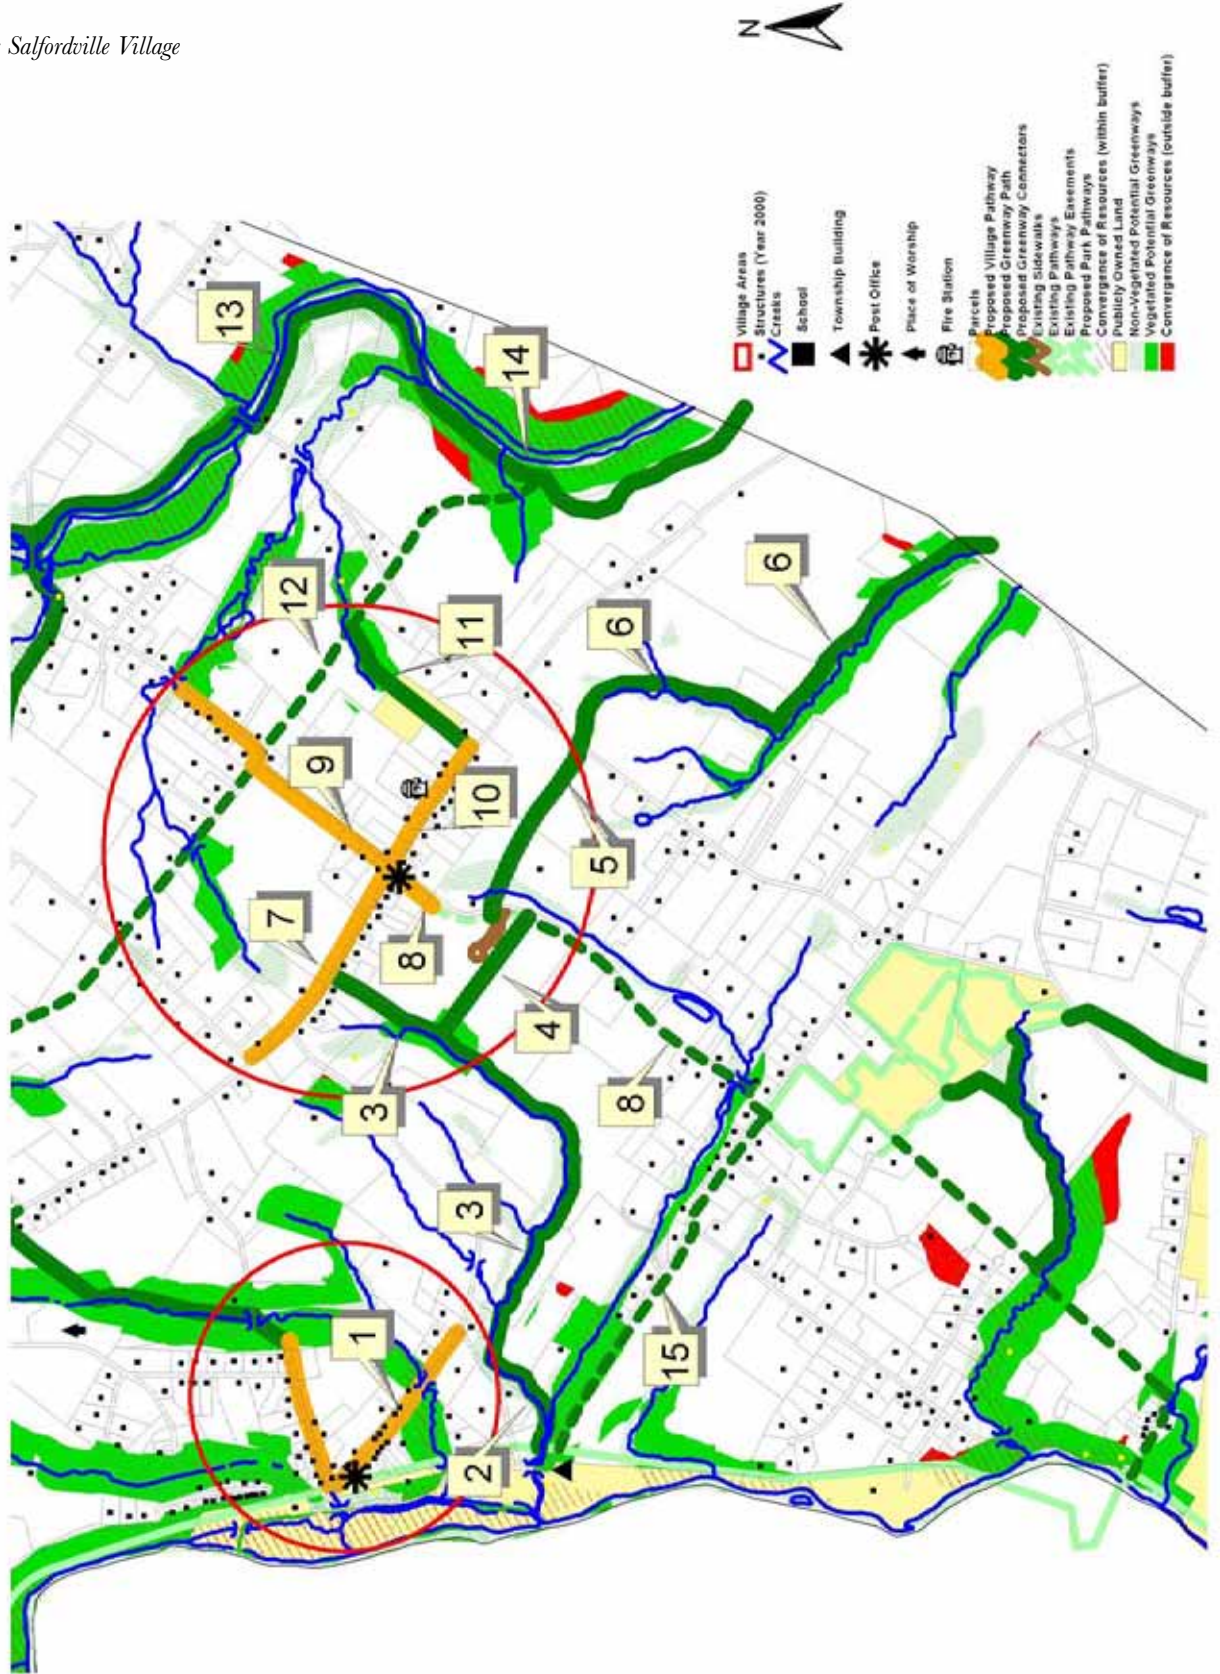 Salfordville Village
N
Village Areas
Structures (Year 2000)
Creeks
School
Township Building
Post Office
Place of Worship
Fire Station
Parcels
Proposed Village Pathway
Proposed Greenway Path
Proposed Greenway Connectors
Existing Sidewalks
Existing Pathways
Existing Pathway Easements
Proposed Park Pathways
Convergence of Resources (within buffer)
Publicly Owned Land
Non-Vegetated Potential Greenways
Vegetated Potential Greenways
Convergence of Resources (outside buffer)
13
14
12
11
6
6
9
10
7
8
5
4
3
8
3
1
2
15